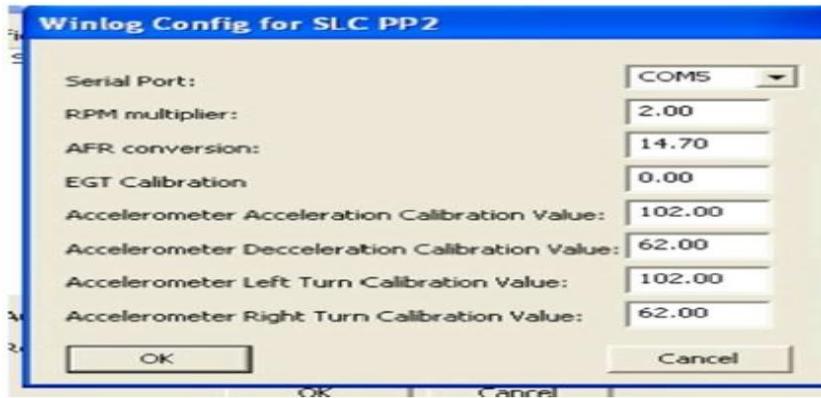 Winlog Config for SLC PP2
Serial Port: COM5
RPM multiplier: 2.00
AFR conversion: 14.70
EGT Calibration 0.00
Accelerometer Acceleration Calibration Value: 102.00
Accelerometer Decceleration Calibration Value: 62.00
Accelerometer Left Turn Calibration Value: 102.00
Accelerometer Right Turn Calibration Value: 62.00
OK Cancel
OK Cancel